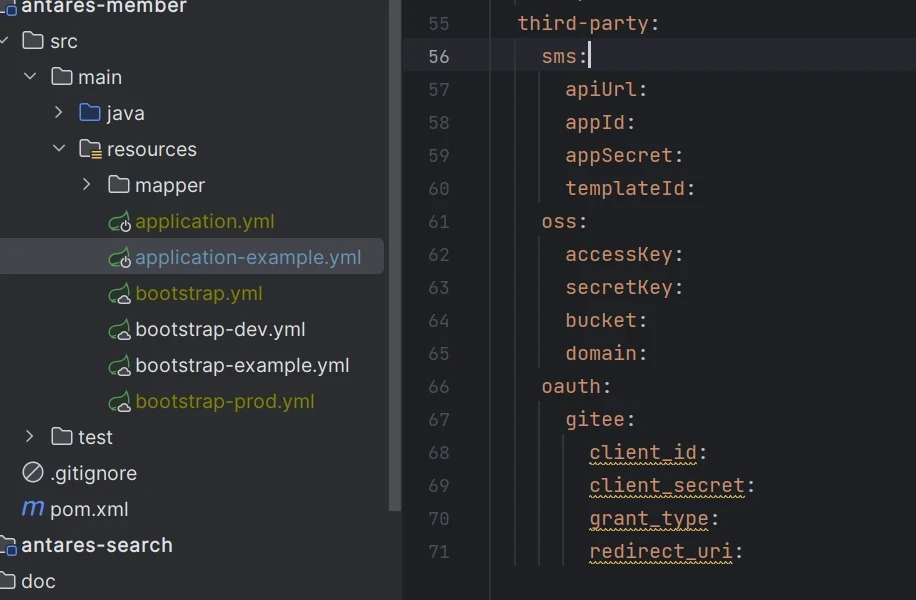 antares-member
src
main
java
resources
mapper
application.yml
application-example.yml
bootstrap.yml
bootstrap-dev.yml
bootstrap-example.yml
bootstrap-prod.yml
test
.gitignore
m pom.xml
antares-search
doc
55 third-party:
56 sms:
57 apiUrl:
58 appId:
59 appSecret:
60 templateId:
61 oss:
62 accessKey:
63 secretKey:
64 bucket:
65 domain:
66 oauth:
67 gitee:
68 client_id:
69 client_secret:
70 grant_type:
71 redirect_uri: